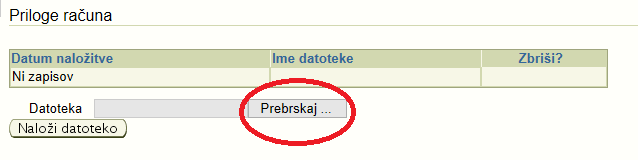 Priloge računa
Datum naložitve Ime datoteke Zbriši?
Ni zapisov
Datoteka Prebrskaj ...
Naloži datoteko